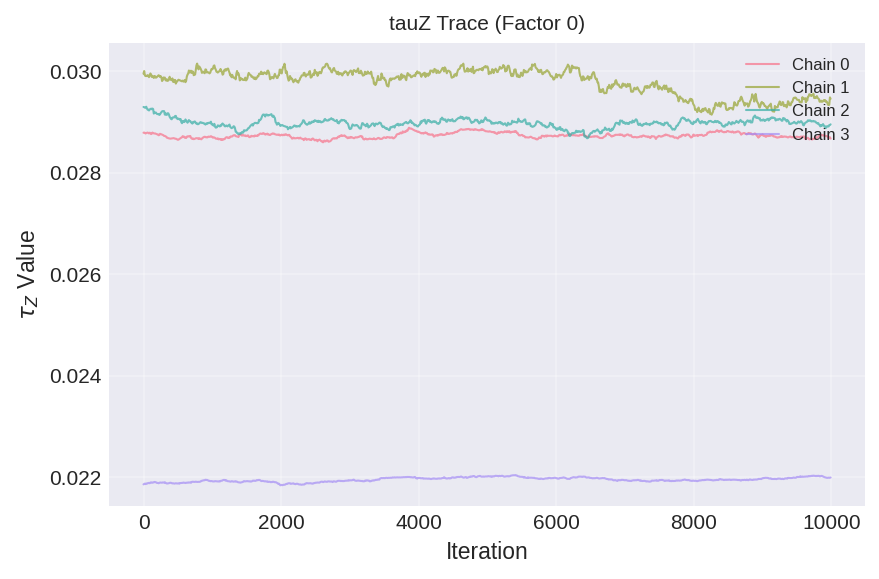 tauZ Trace (Factor 0)
τZ Value
0.030
0.028
0.026
0.024
0.022
Chain 0
Chain 1
Chain 2
Chain 3
0 2000 4000 6000 8000 10000
Iteration